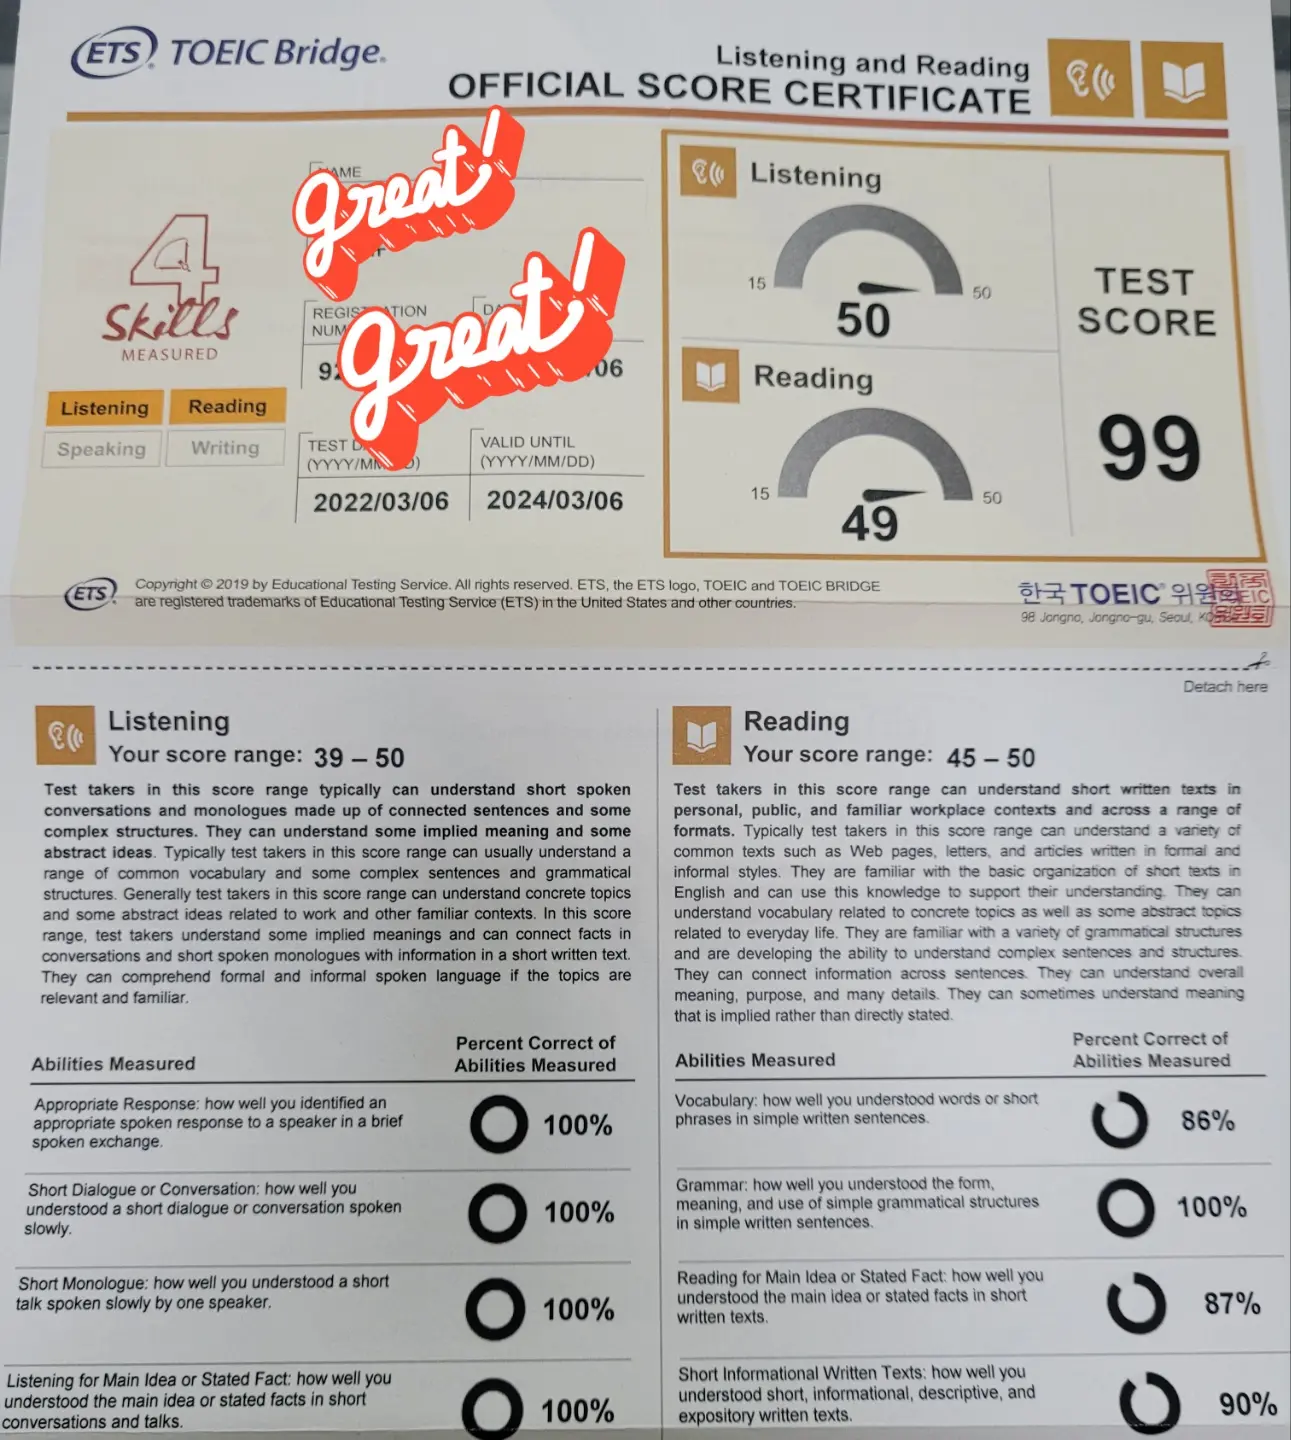 ETS TOEIC Bridge.
Listening and Reading
OFFICIAL SCORE CERTIFICATE
NAME
great!
great!
4
Skills
MEASURED
Listening Reading
Speaking Writing
REGIS TION
NUM
92 /06
TEST D
(YYYY/MM D)
2022/03/06
VALID UNTIL
(YYYY/MM/DD)
2024/03/06
Listening
15 50
50
Reading
15 50
49
TEST
SCORE
99
ETS Copyright © 2019 by Educational Testing Service. All rights reserved. ETS, the ETS logo, TOEIC and TOEIC BRIDGE
are registered trademarks of Educational Testing Service (ETS) in the United States and other countries.
한국 TOEIC® 위원회
98 Jongno, Jongno-gu, Seoul,
Detach here
Listening
Your score range: 39 – 50
Test takers in this score range typically can understand short spoken
conversations and monologues made up of connected sentences and some
complex structures. They can understand some implied meaning and some
abstract ideas. Typically test takers in this score range can usually understand a
range of common vocabulary and some complex sentences and grammatical
structures. Generally test takers in this score range can understand concrete topics
and some abstract ideas related to work and other familiar contexts. In this score
range, test takers understand some implied meanings and can connect facts in
conversations and short spoken monologues with information in a short written text.
They can comprehend formal and informal spoken language if the topics are
relevant and familiar.
Abilities Measured
Percent Correct of
Abilities Measured
Appropriate Response: how well you identified an
appropriate spoken response to a speaker in a brief
spoken exchange.
100%
Short Dialogue or Conversation: how well you
understood a short dialogue or conversation spoken
slowly.
100%
Short Monologue: how well you understood a short
talk spoken slowly by one speaker.
100%
Listening for Main Idea or Stated Fact: how well you
understood the main idea or stated facts in short
conversations and talks.
100%
Reading
Your score range: 45 – 50
Test takers in this score range can understand short written texts in
personal, public, and familiar workplace contexts and across a range of
formats. Typically test takers in this score range can understand a variety of
common texts such as Web pages, letters, and articles written in formal and
informal styles. They are familiar with the basic organization of short texts in
English and can use this knowledge to support their understanding. They can
understand vocabulary related to concrete topics as well as some abstract topics
related to everyday life. They are familiar with a variety of grammatical structures
and are developing the ability to understand complex sentences and structures.
They can connect information across sentences. They can understand overall
meaning, purpose, and many details. They can sometimes understand meaning
that is implied rather than directly stated.
Abilities Measured
Percent Correct of
Abilities Measured
Vocabulary: how well you understood words or short
phrases in simple written sentences.
86%
Grammar: how well you understood the form,
meaning, and use of simple grammatical structures
in simple written sentences.
100%
Reading for Main Idea or Stated Fact: how well you
understood the main idea or stated facts in short
written texts.
87%
Short Informational Written Texts: how well you
understood short, informational, descriptive, and
expository written texts.
90%